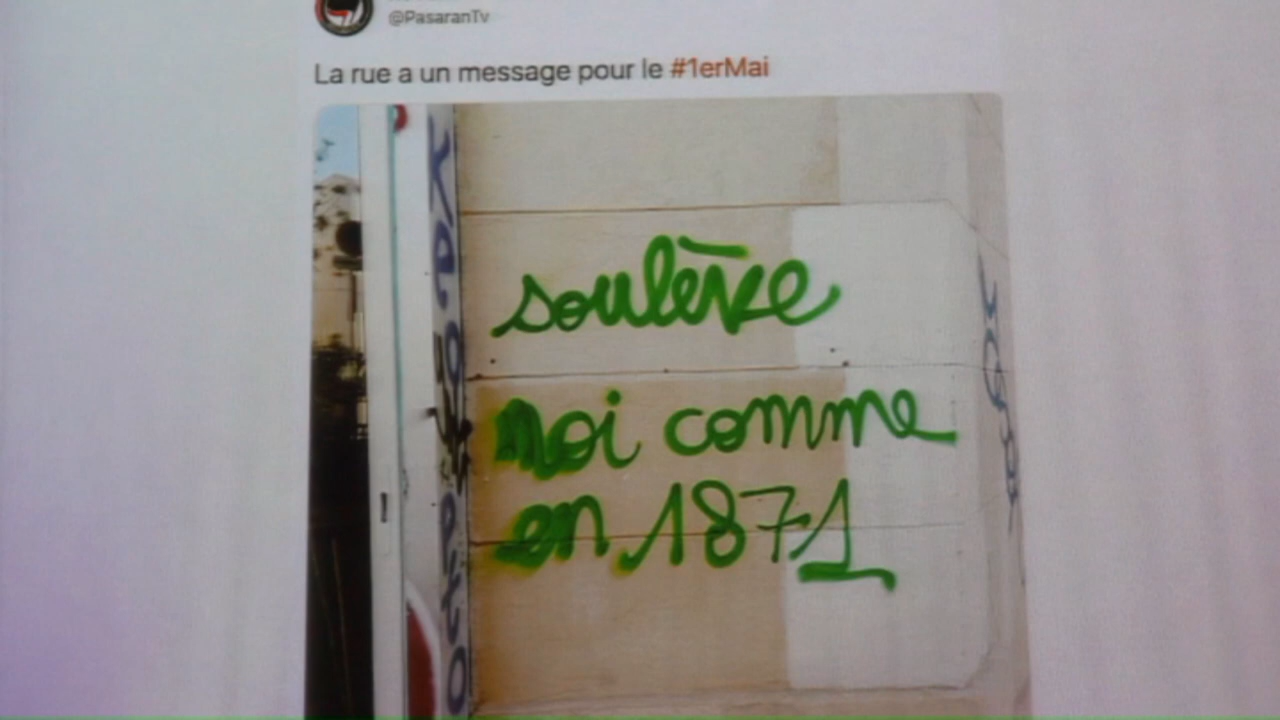 @PasaranTv
La rue a un message pour le #1erMai
soulève
moi comme
en 1871